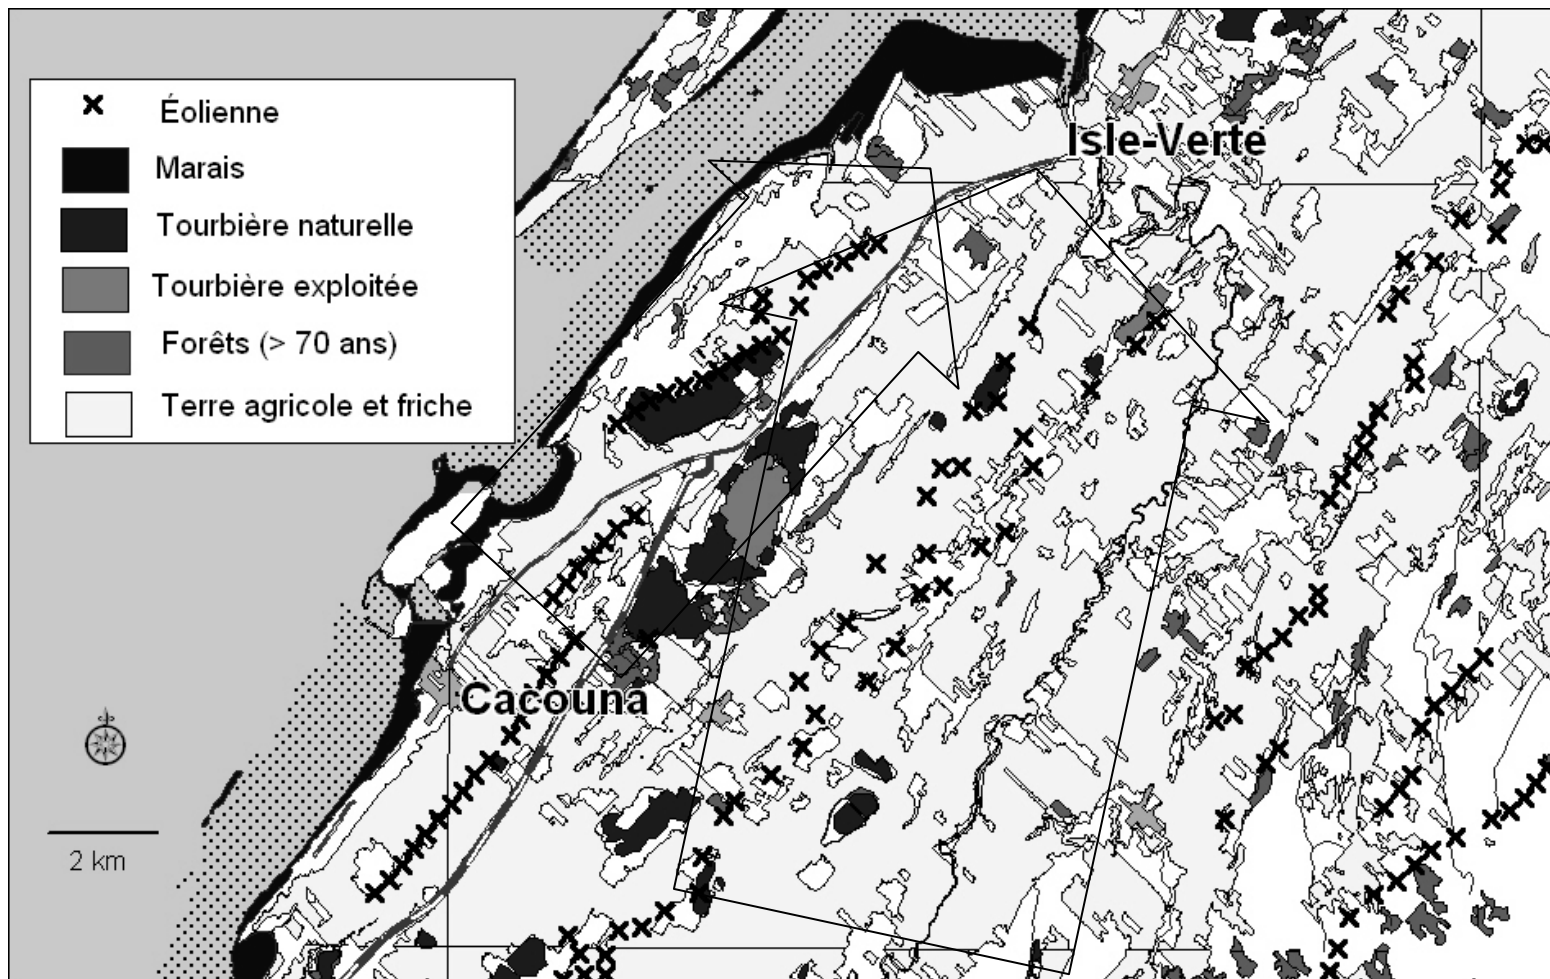 Éolienne
Marais
Tourbière naturelle
Tourbière exploitée
Forêts (> 70 ans)
Terre agricole et friche
Isle-Verte
Cacouna
2 km